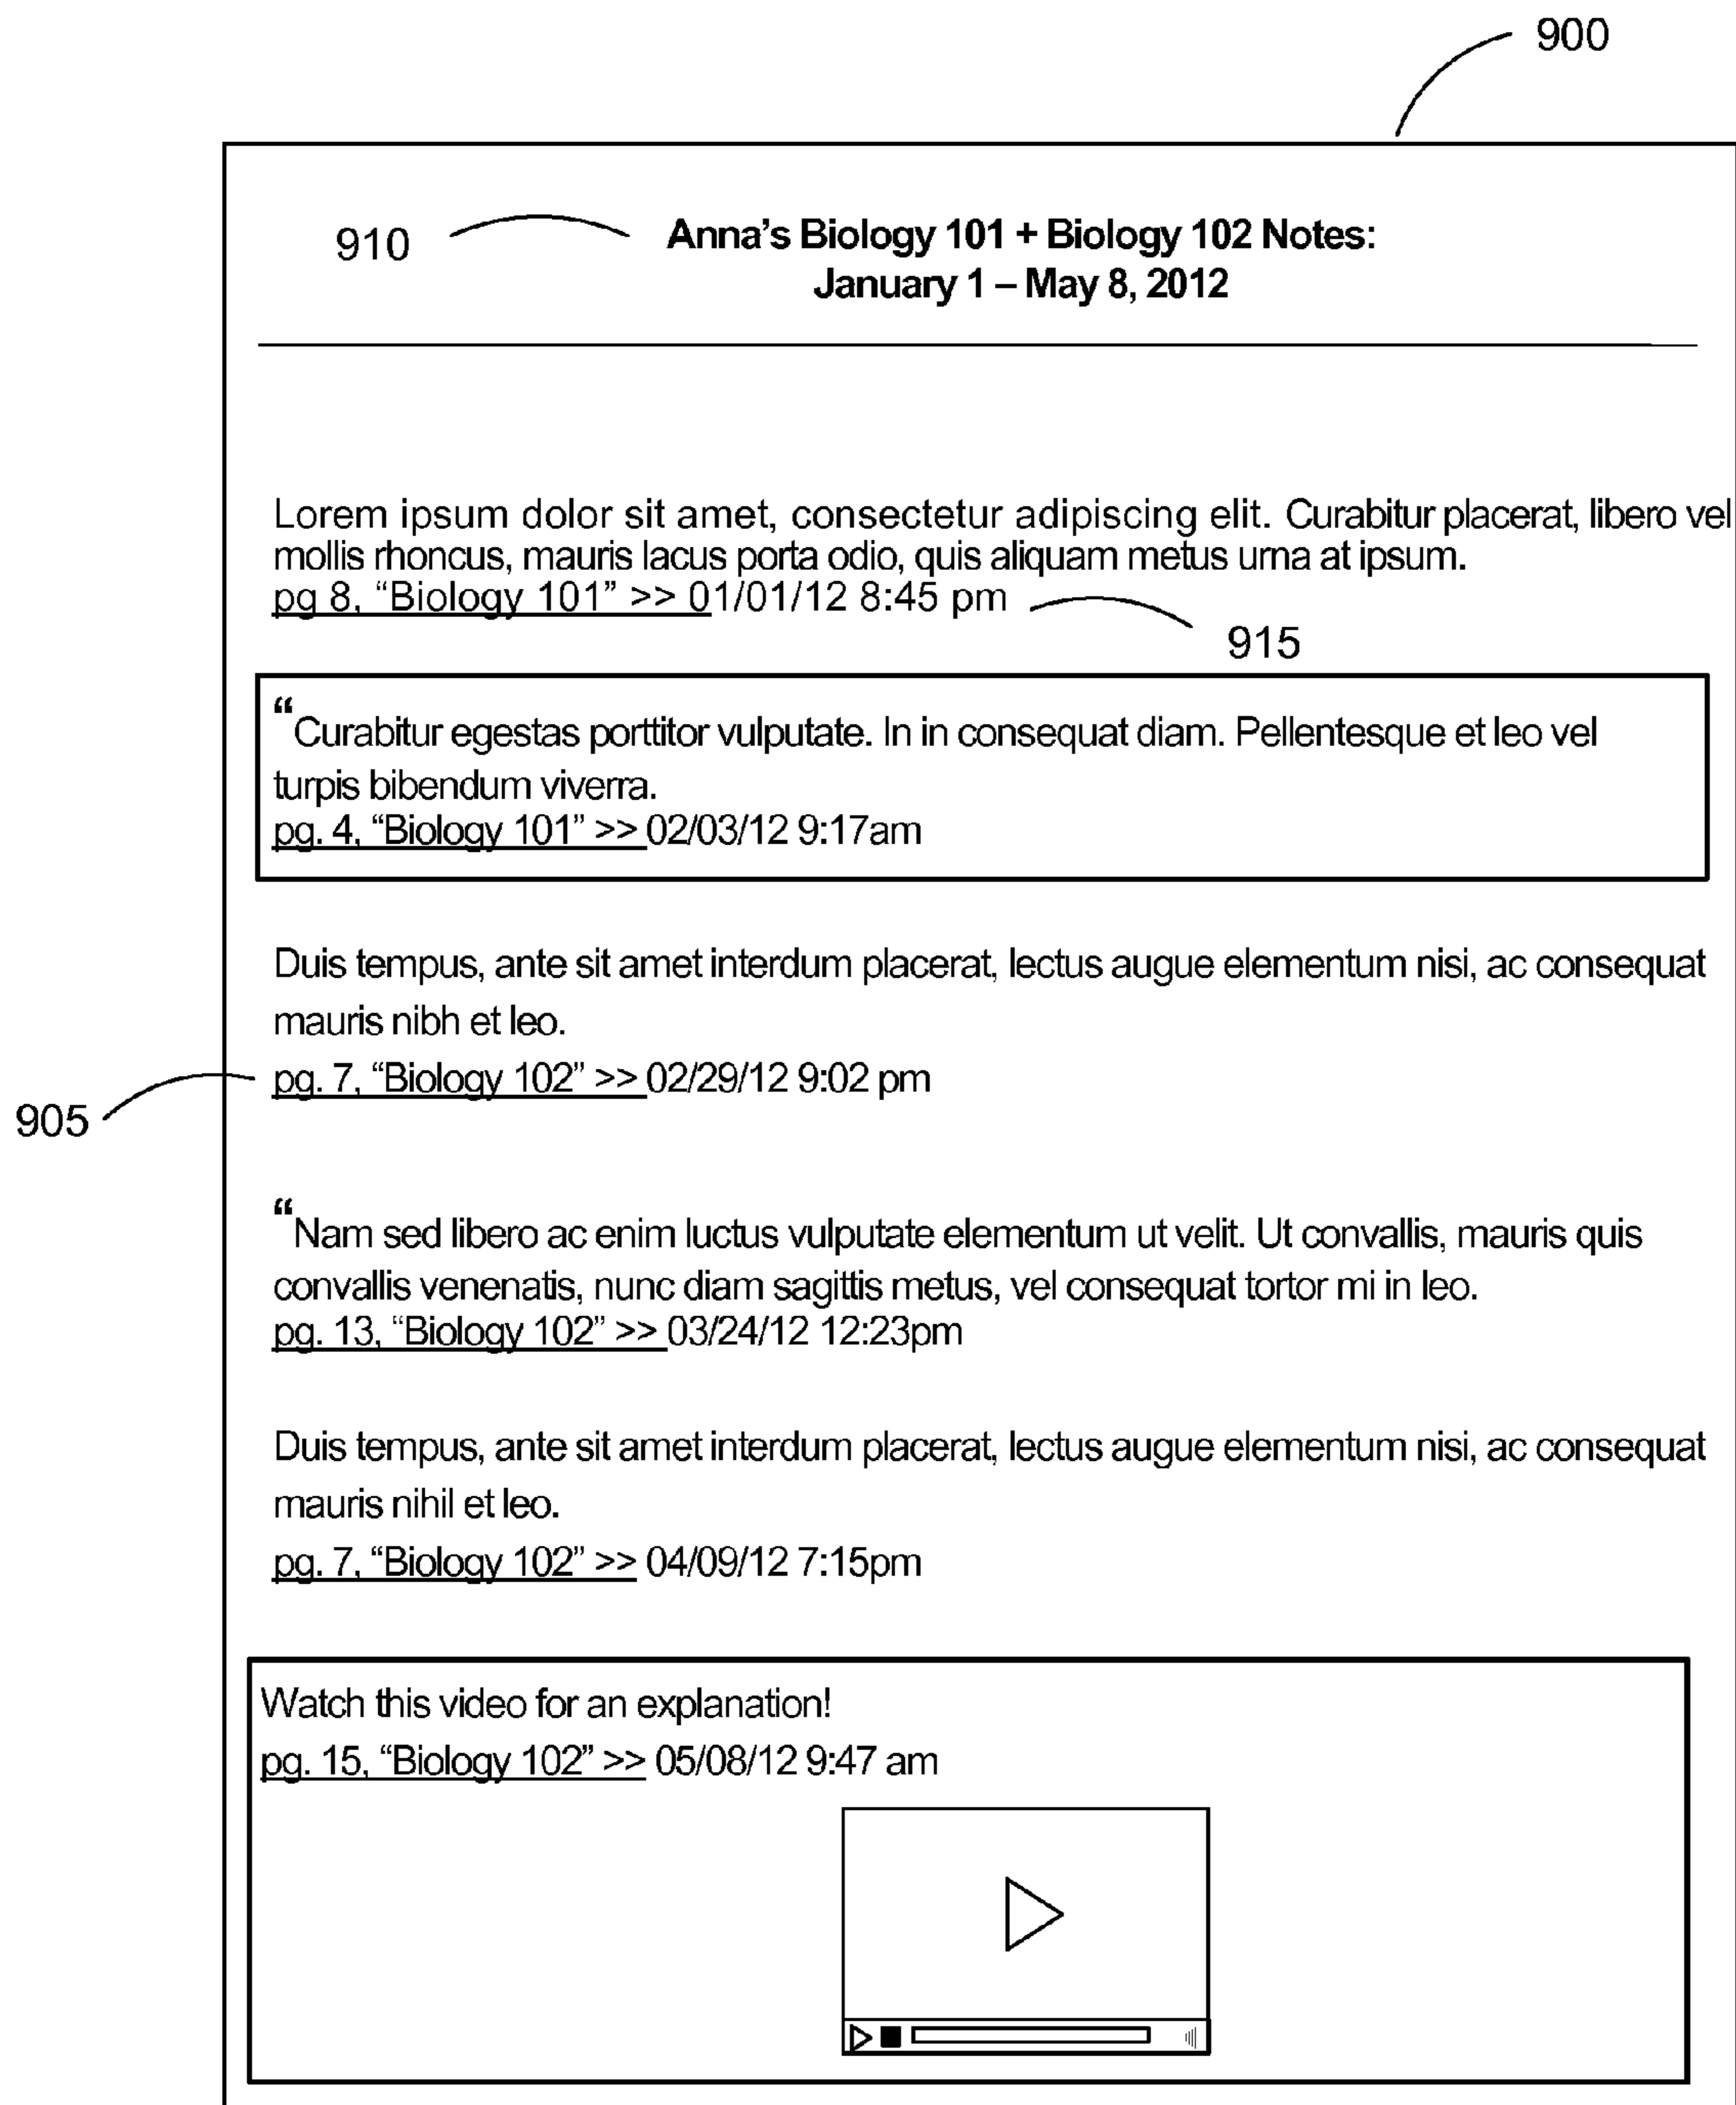 900
910
Anna's Biology 101 + Biology 102 Notes:
January 1 – May 8, 2012
Lorem ipsum dolor sit amet, consectetur adipiscing elit. Curabitur placerat, libero vel
mollis rhoncus, mauris lacus porta odio, quis aliquam metus urna at ipsum.
pg 8, “Biology 101” >> 01/01/12 8:45 pm
915
“Curabitur egestas porttitor vulputate. In in consequat diam. Pellentesque et leo vel
turpis bibendum viverra.
pg. 4, “Biology 101” >> 02/03/12 9:17am
Duis tempus, ante sit amet interdum placerat, lectus augue elementum nisi, ac consequat
mauris nibh et leo.
pg. 7, “Biology 102” >> 02/29/12 9:02 pm
905
“Nam sed libero ac enim luctus vulputate elementum ut velit. Ut convallis, mauris quis
convallis venenatis, nunc diam sagittis metus, vel consequat tortor mi in leo.
pg. 13, “Biology 102” >> 03/24/12 12:23pm
Duis tempus, ante sit amet interdum placerat, lectus augue elementum nisi, ac consequat
mauris nihil et leo.
pg. 7, “Biology 102” >> 04/09/12 7:15pm
Watch this video for an explanation!
pg. 15, “Biology 102” >> 05/08/12 9:47 am